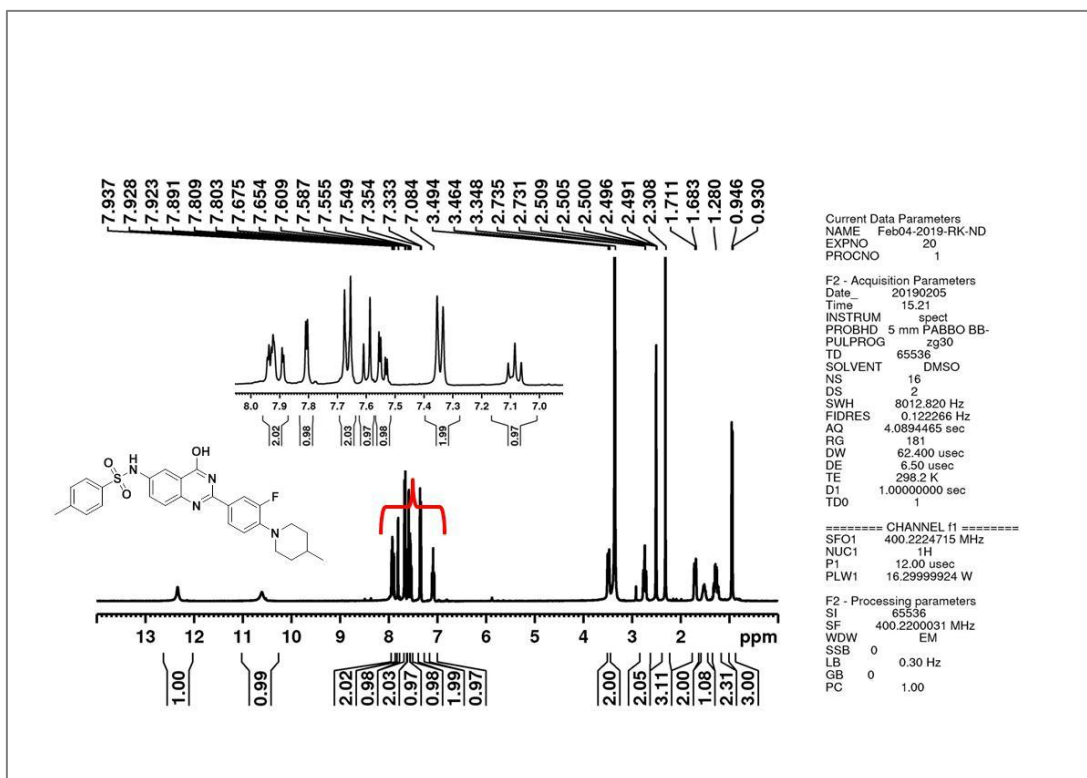 7.937
7.928
7.923
7.891
7.809
7.803
7.675
7.654
7.609
7.587
7.555
7.549
7.354
7.333
7.084
3.494
3.464
3.348
2.735
2.731
2.509
2.505
2.500
2.496
2.491
2.308
1.711
1.683
1.280
0.946
0.930
8.0 7.9 7.8 7.7 7.6 7.5 7.4 7.3 7.2 7.1 7.0
2.02 0.98 2.03 0.97 0.98 1.99 0.97
OH
H
N
O
S
O
N
N
F
N
13 12 11 10 9 8 7 6 5 4 3 2 ppm
1.00 0.99 2.02 0.98 2.03 0.97 0.98 1.99 0.97 2.00 2.05 3.11 2.00 1.08 2.31 3.00
Current Data Parameters
NAME Feb04-2019-RK-ND
EXPNO 20
PROCNO 1
F2 - Acquisition Parameters
Date_ 20190205
Time 15.21
INSTRUM spect
PROBHD 5 mm PABBO BB-
PULPROG zg30
TD 65536
SOLVENT DMSO
NS 16
DS 2
SWH 8012.820 Hz
FIDRES 0.122266 Hz
AQ 4.0894465 sec
RG 181
DW 62.400 usec
DE 6.50 usec
TE 298.2 K
D1 1.00000000 sec
TD0 1
======== CHANNEL f1 ========
SFO1 400.2224715 MHz
NUC1 1H
P1 12.00 usec
PLW1 16.29999924 W
F2 - Processing parameters
SI 65536
SF 400.2200031 MHz
WDW EM
SSB 0
LB 0.30 Hz
GB 0
PC 1.00